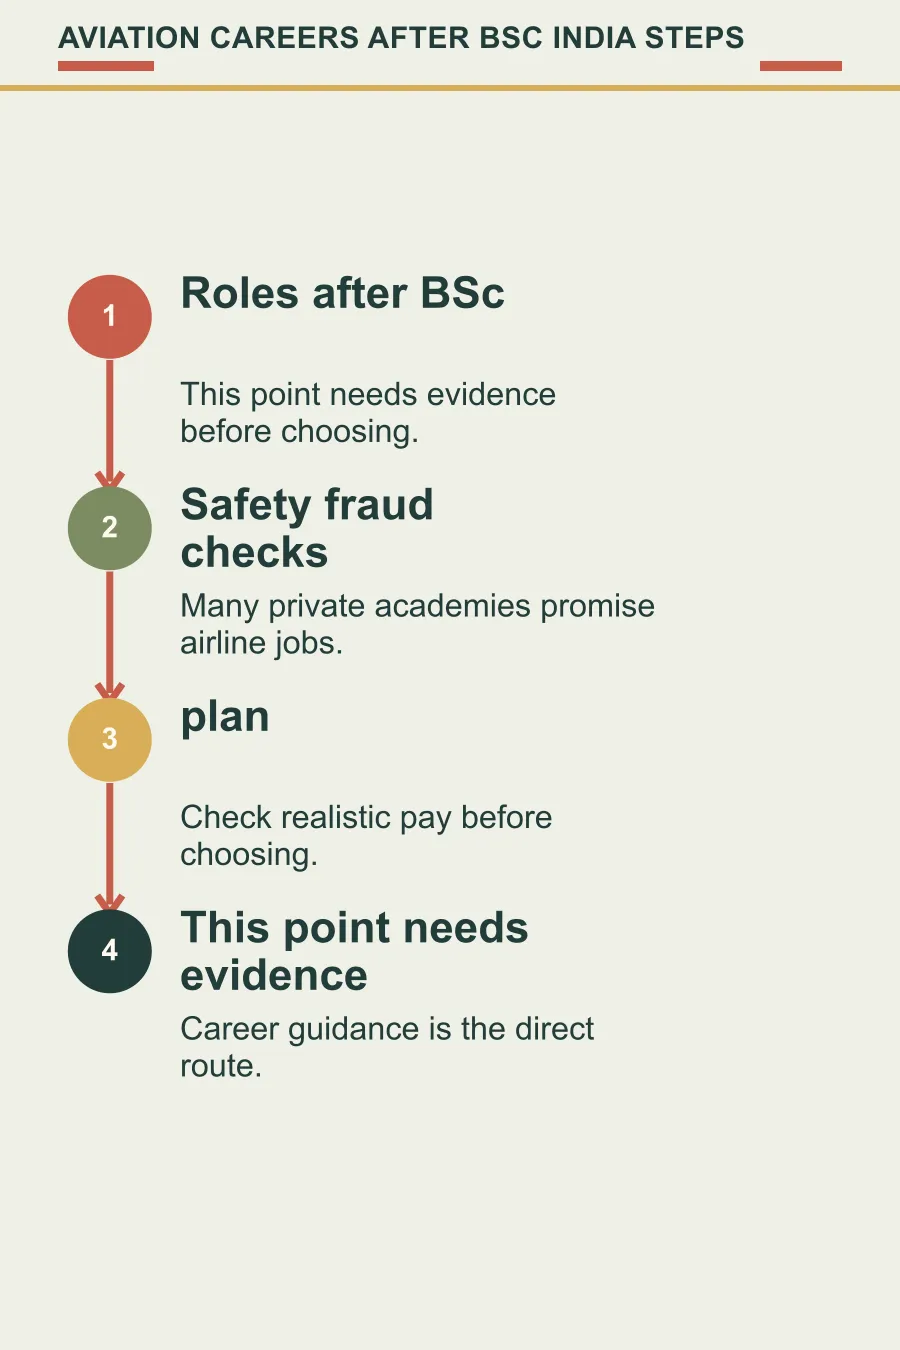 AVIATION CAREERS AFTER BSC INDIA STEPS
1
Roles after BSc
This point needs evidence
before choosing.
2
Safety fraud
checks
Many private academies promise
airline jobs.
3
plan
Check realistic pay before
choosing.
4
This point needs
evidence
Career guidance is the direct
route.